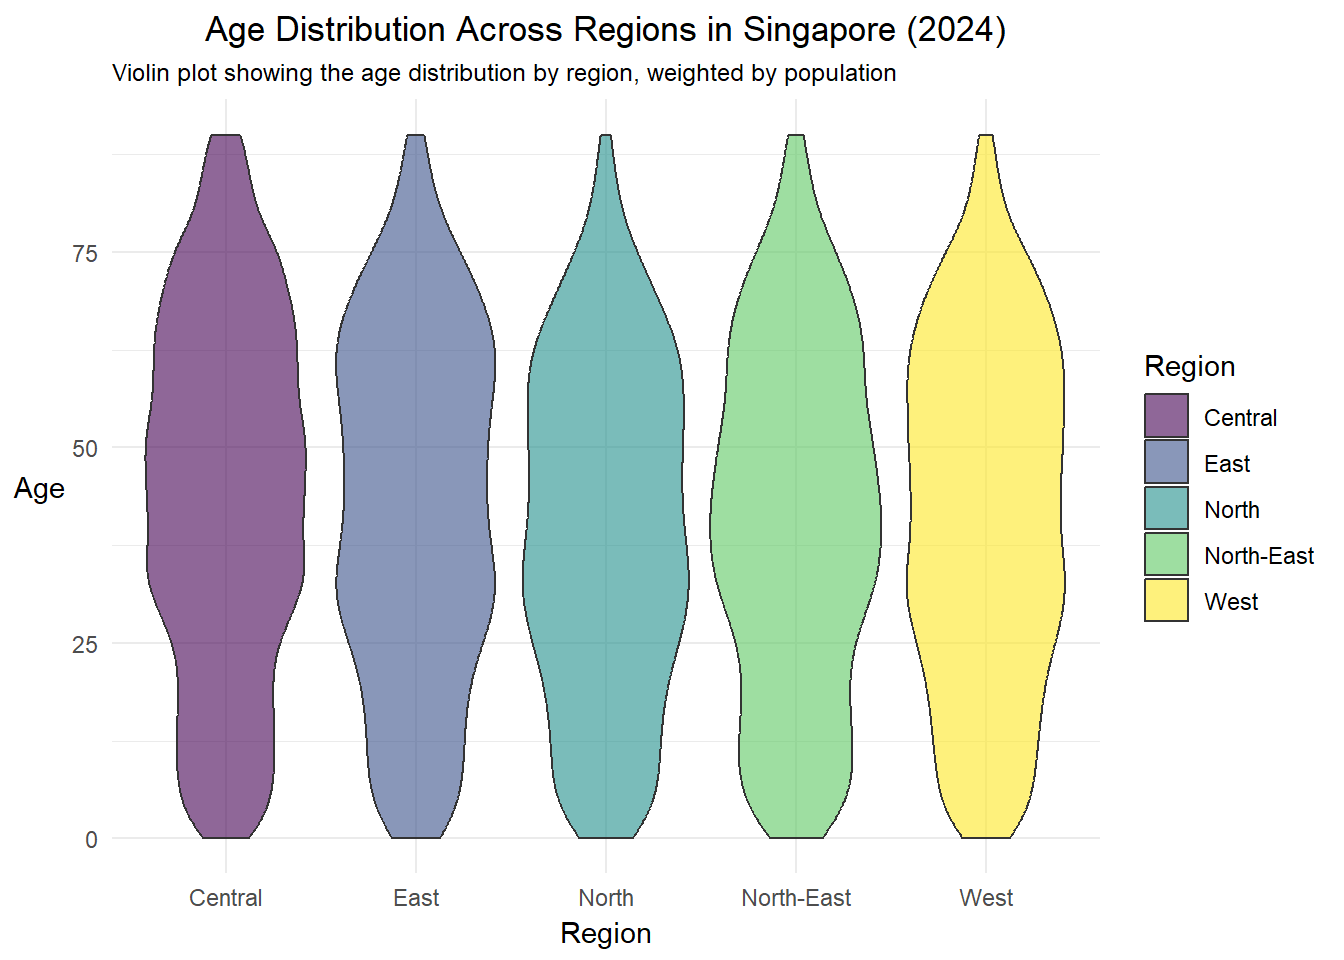 Age Distribution Across Regions in Singapore (2024)
Violin plot showing the age distribution by region, weighted by population
75
50
25
0
Age
Central
East
North
North-East
West
Region
Region
Central
East
North
North-East
West